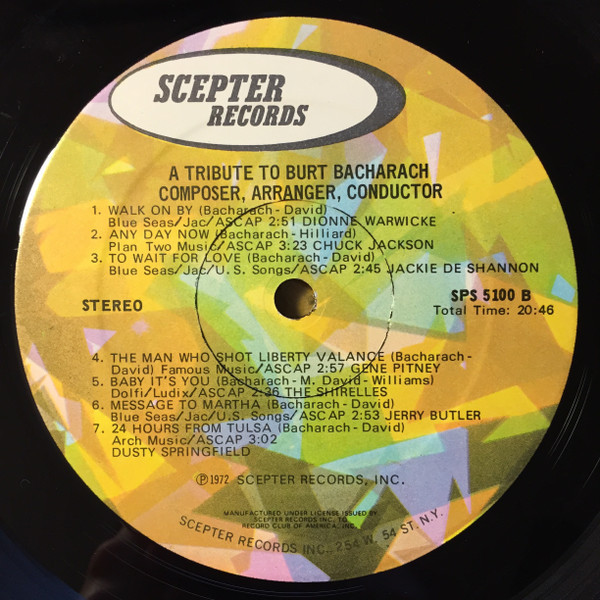 SCEPTER
RECORDS
A TRIBUTE TO BURT BACHARACH
COMPOSER, ARRANGER, CONDUCTOR
1. WALK ON BY (Bacharach-David)
Blue Seas/Jac/ASCAP 2:51 DIONNE WARWICKE
2. ANY DAY NOW (Bacharach-Hilliard)
Plan Two Music/ASCAP 3:23 CHUCK JACKSON
3. TO WAIT FOR LOVE (Bacharach-David)
Blue Seas/Jac/U.S. Songs/ASCAP 2:45 JACKIE DE SHANNON
STEREO
SPS 5100 B
Total Time: 20:46
4. THE MAN WHO SHOT LIBERTY VALANCE (Bacharach-
David) Famous Music/ASCAP 2:57 GENE PITNEY
5. BABY IT'S YOU (Bacharach-M. David-Williams)
Dolfi/Ludix/ASCAP 2:36 THE SHIRELLES
6. MESSAGE TO MARTHA (Bacharach-David)
Blue Seas/Jac/U.S. Songs/ASCAP 2:53 JERRY BUTLER
7. 24 HOURS FROM TULSA (Bacharach-David)
Arch Music/ASCAP 3:02
DUSTY SPRINGFIELD
Ⓟ1972 SCEPTER RECORDS, INC.
MANUFACTURED UNDER LICENSE ISSUED BY
SCEPTER RECORDS INC. TO
RECORD CLUB OF AMERICA, INC.
SCEPTER RECORDS INC. 254 W. 54 ST. N.Y.